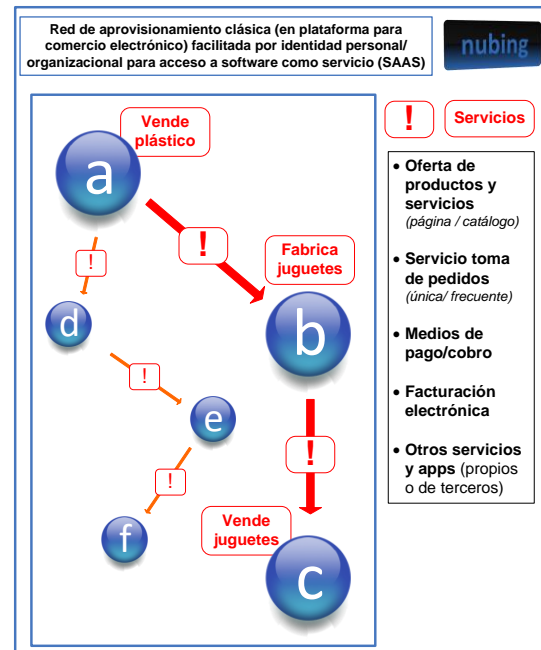 Red de aprovisionamiento clásica (en plataforma para
comercio electrónico) facilitada por identidad personal/
organizacional para acceso a software como servicio (SAAS)
nubing
Vende
plástico
a
!
Servicios
!
Fabrica
juguetes
!
d
b
!
e
!
!
f
Vende
juguetes
c
• Oferta de
productos y
servicios
(página / catálogo)
• Servicio toma
de pedidos
(única/ frecuente)
• Medios de
pago/cobro
• Facturación
electrónica
• Otros servicios
y apps (propios
o de terceros)